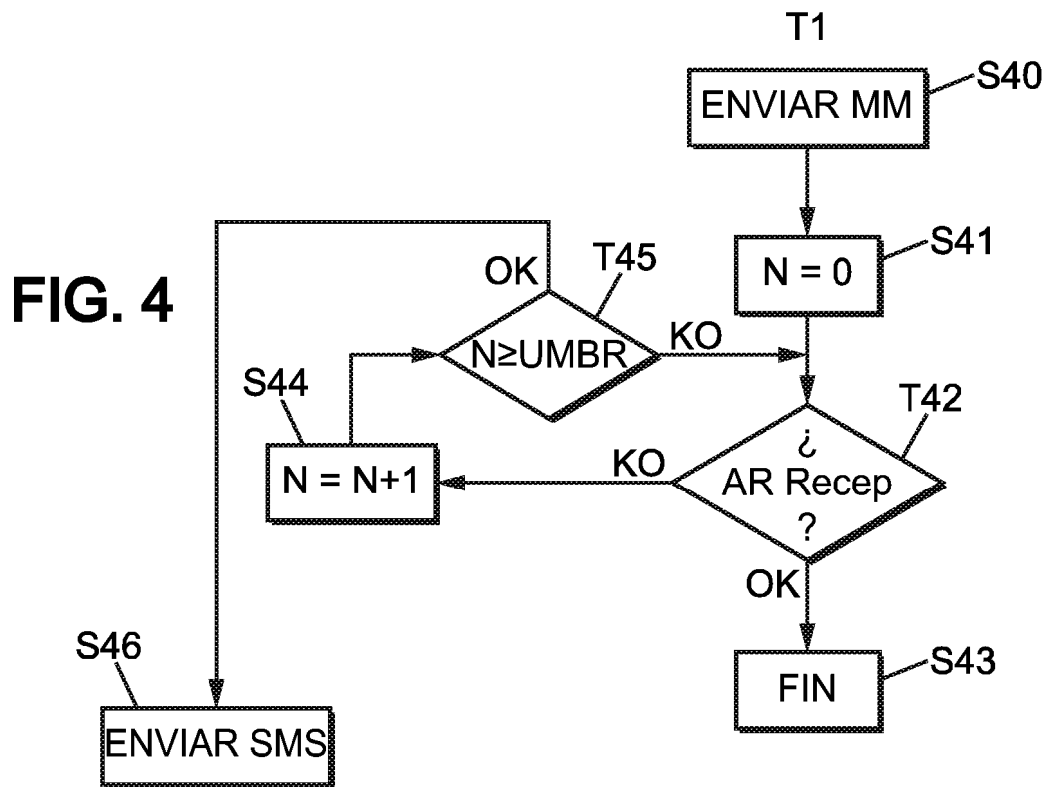 T1
ENVIAR MM
S40
N = 0
S41
FIG. 4
OK
T45
N≥UMBR
KO
S44
N = N+1
T42
¿
AR Recep
?
KO
OK
S43
FIN
S46
ENVIAR SMS